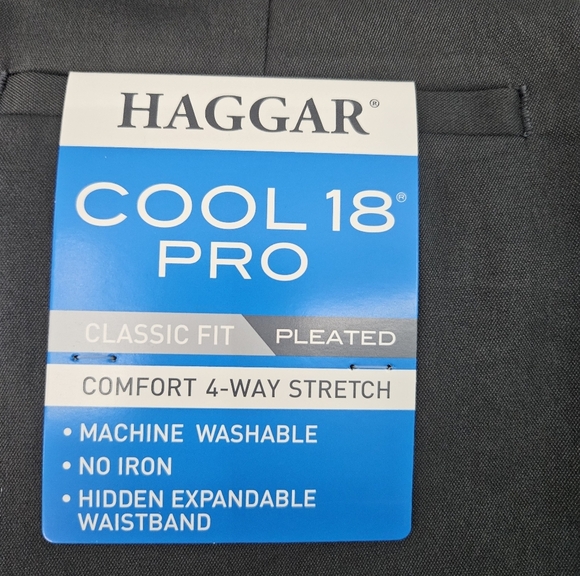 HAGGAR®
COOL 18®
PRO
CLASSIC FIT PLEATED
COMFORT 4-WAY STRETCH
• MACHINE WASHABLE
• NO IRON
• HIDDEN EXPANDABLE
WAISTBAND